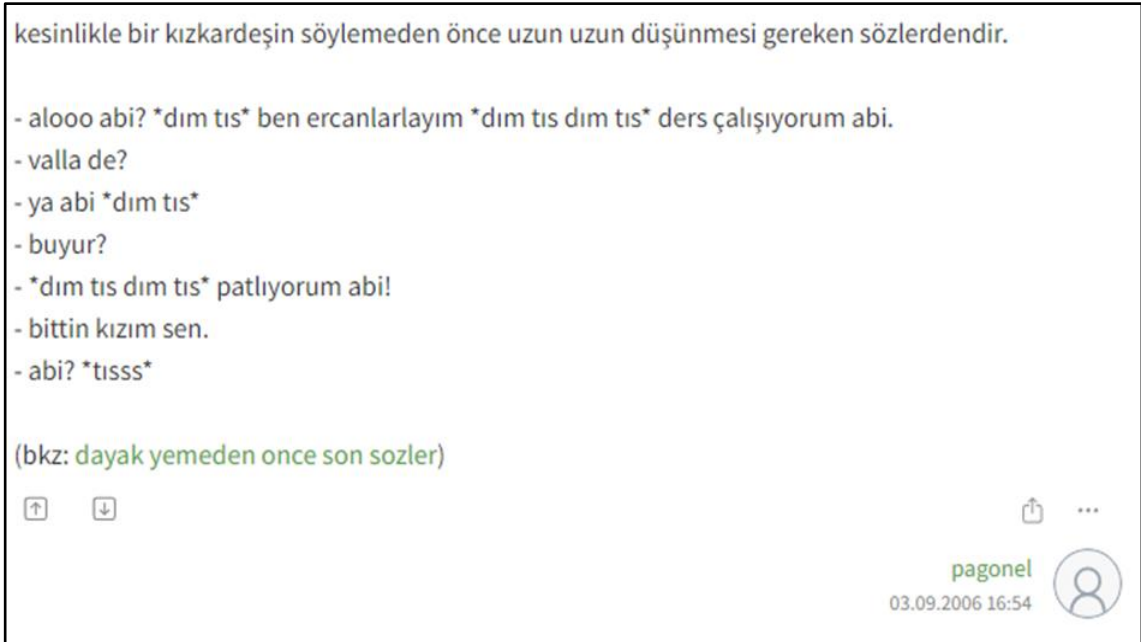 kesinlikle bir kızkardeşin söylemeden önce uzun uzun düşünmesi gereken sözlerdendir.
- alooo abi? *dım tıs* ben ercanlarlayım *dım tıs dım tıs* ders çalışıyorum abi.
- valla de?
- ya abi *dım tıs*
- buyur?
- *dım tıs dım tıs* patlıyorum abi!
- bittin kızım sen.
- abi? *tısss*
(bkz: dayak yemeden once son sozler)
pagonel
03.09.2006 16:54